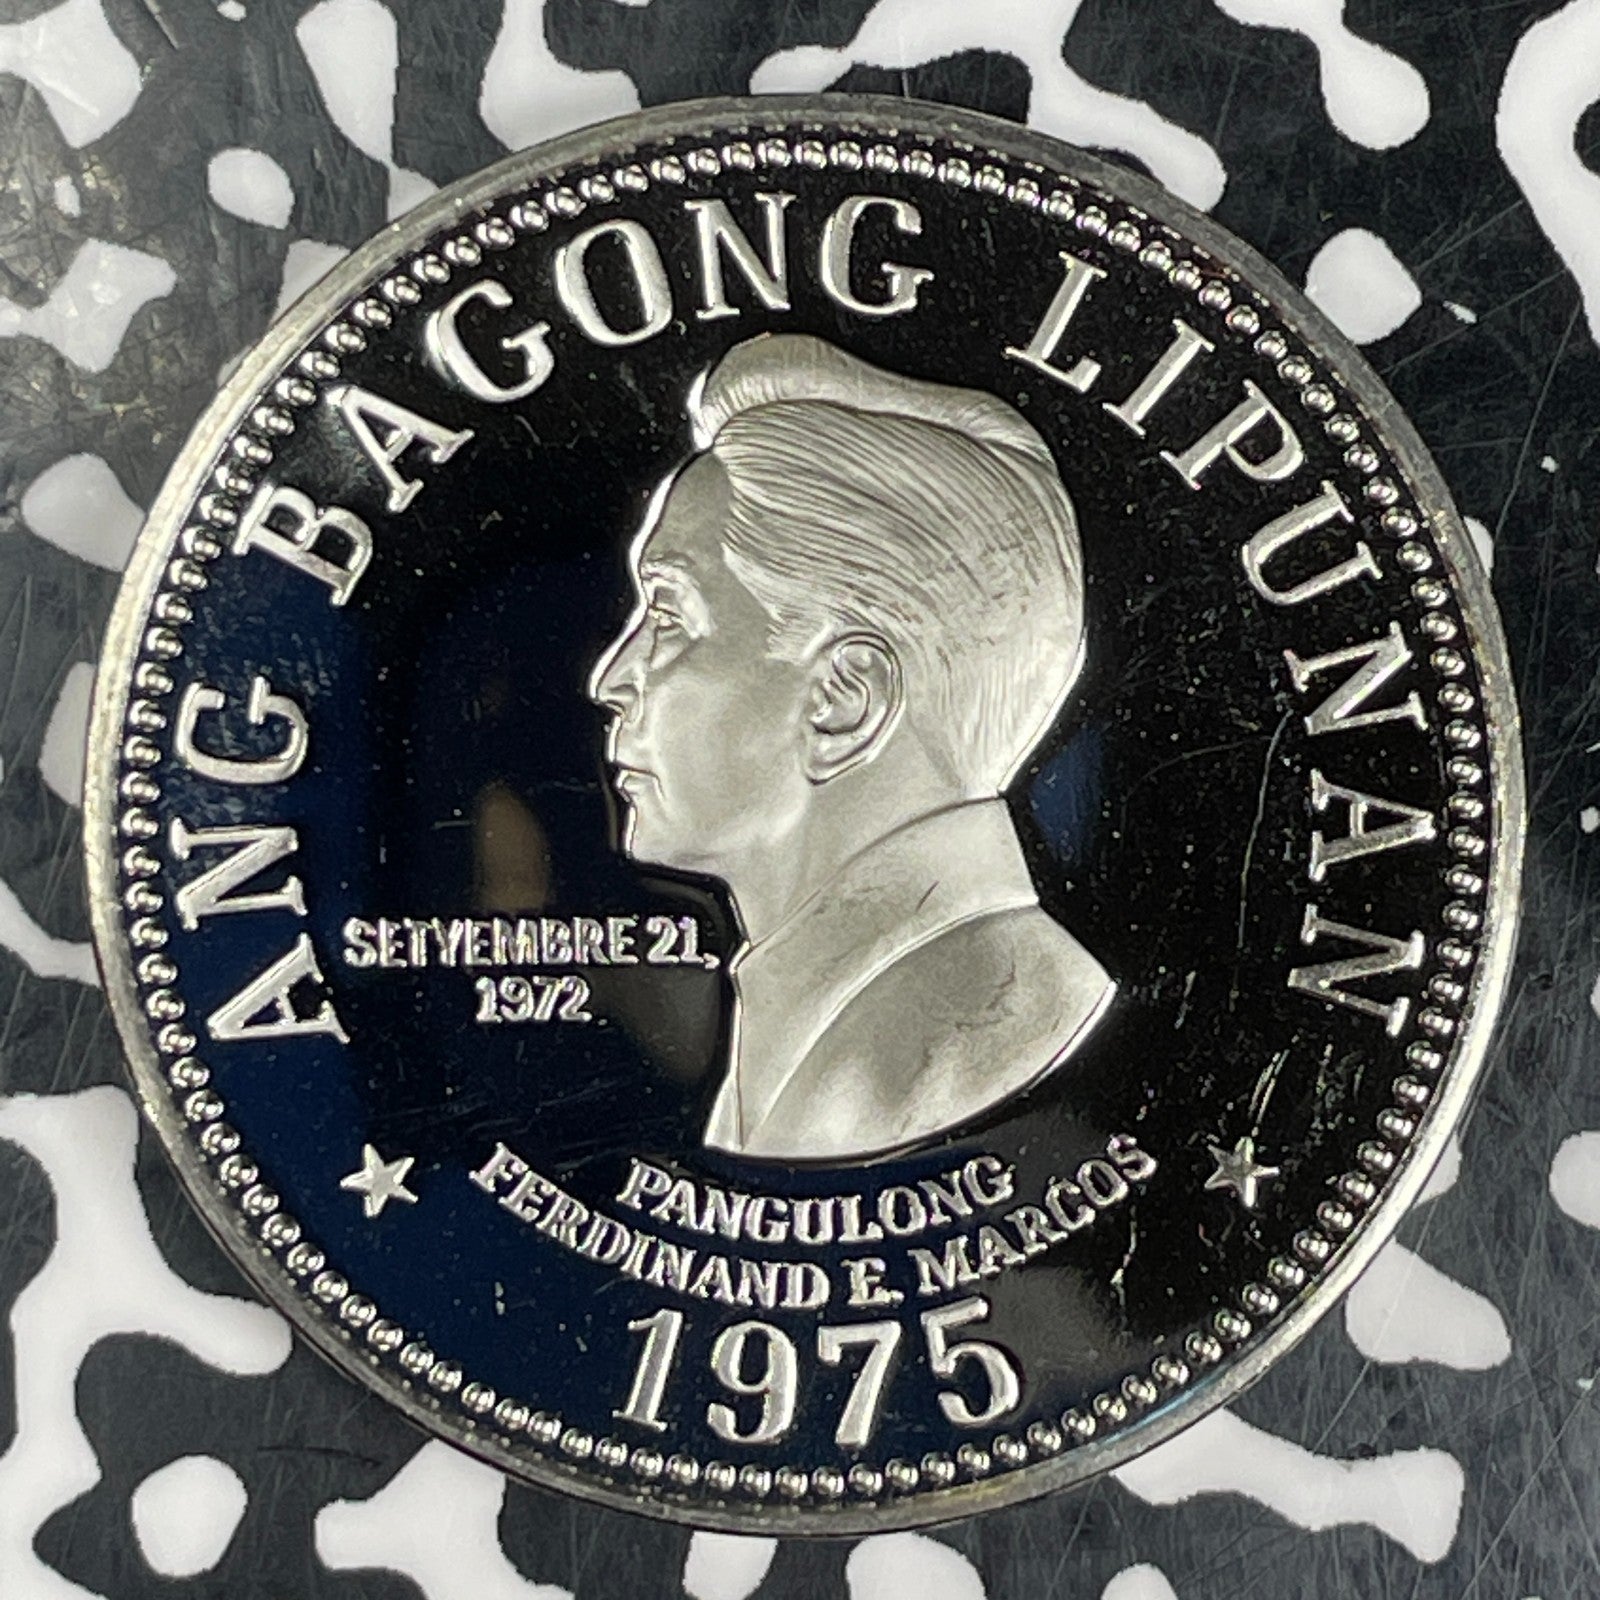 ANG BAGONG LIPUNAN
SETYEMBRE 21,
1972
PANGULONG
FERDINAND E. MARCOS
1975